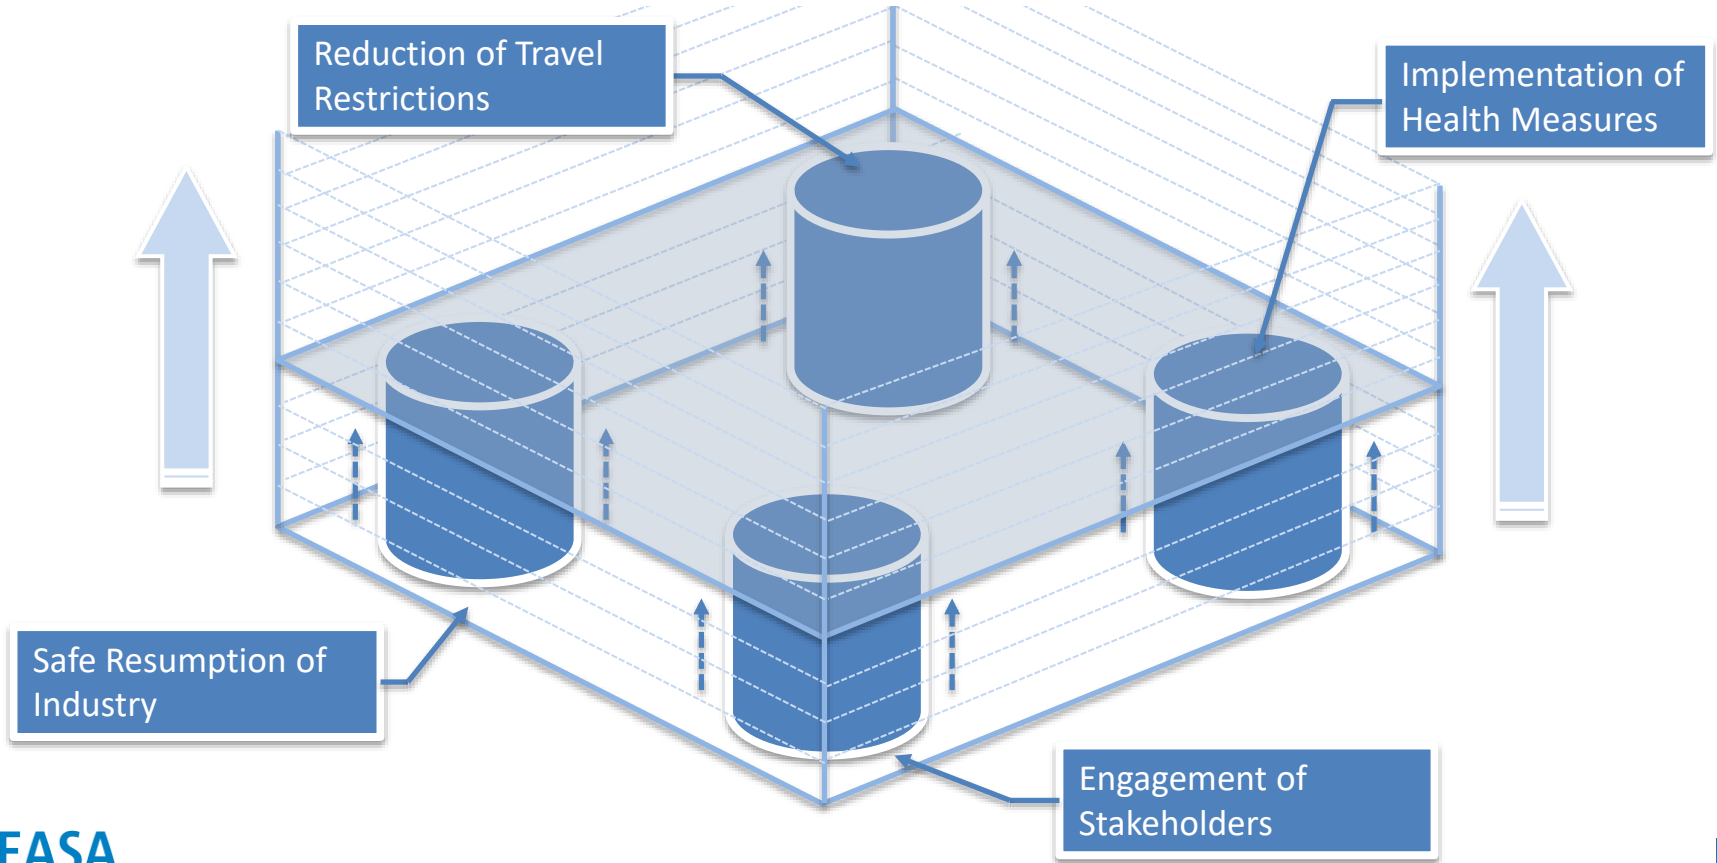 Reduction of Travel
Restrictions
Implementation of
Health Measures
Safe Resumption of
Industry
Engagement of
Stakeholders
EASA